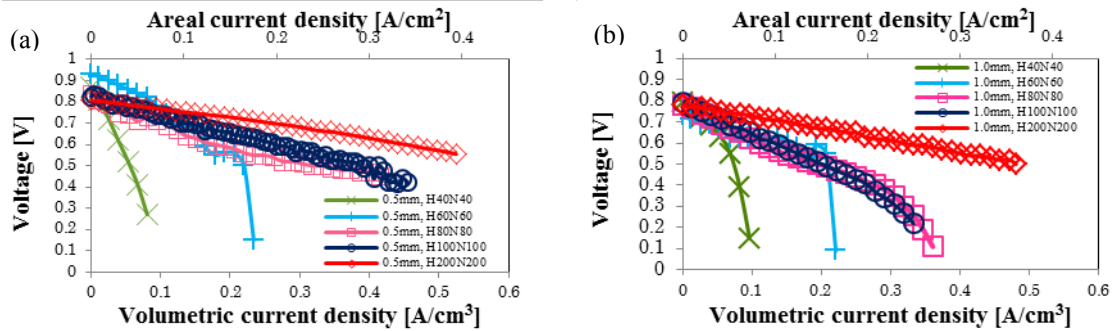 Areal current density [A/cm²]
(a)
0 0.1 0.2 0.3 0.4
1
0.9
0.8
0.7
0.6
0.5
0.4
0.3
0.2
0.1
0
Voltage [V]
0.5mm, H40N40
0.5mm, H60N60
0.5mm, H80N80
0.5mm, H100N100
0.5mm, H200N200
0 0.1 0.2 0.3 0.4 0.5 0.6
Volumetric current density [A/cm³]
Areal current density [A/cm²]
(b)
0 0.1 0.2 0.3 0.4
1
0.9
0.8
0.7
0.6
0.5
0.4
0.3
0.2
0.1
0
Voltage [V]
1.0mm, H40N40
1.0mm, H60N60
1.0mm, H80N80
1.0mm, H100N100
1.0mm, H200N200
0 0.1 0.2 0.3 0.4 0.5 0.6
Volumetric current density [A/cm³]